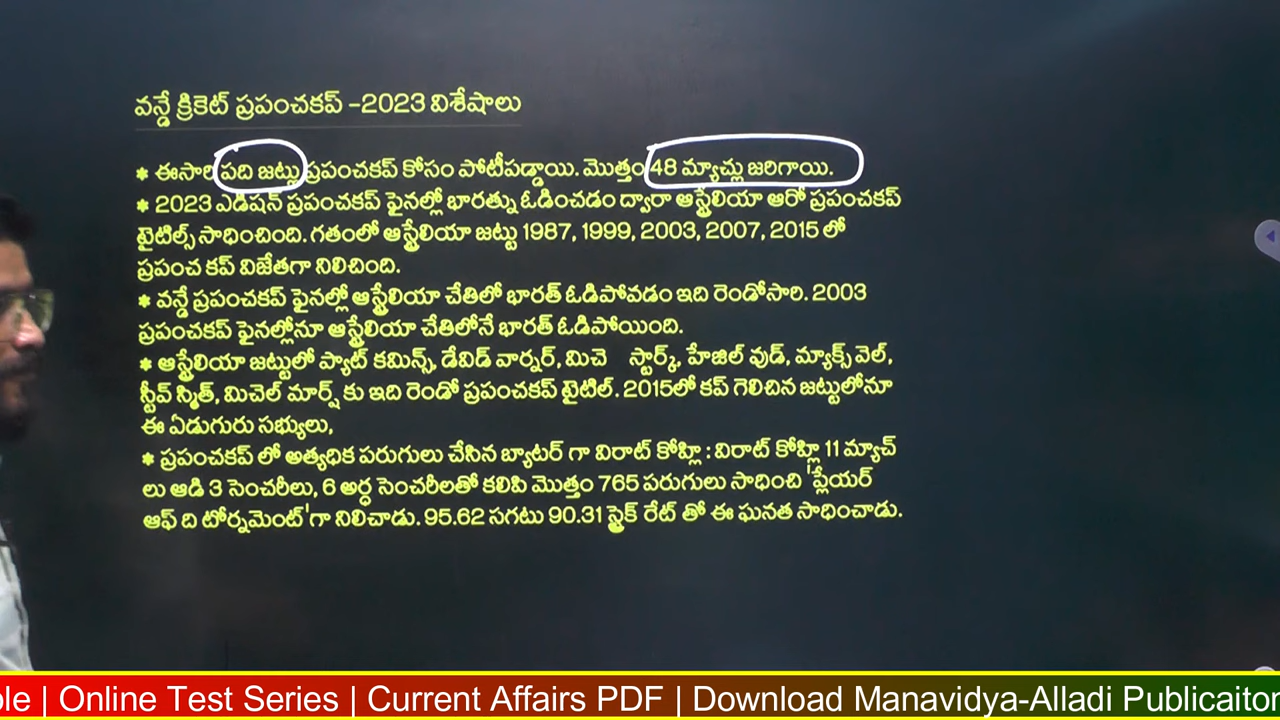 వన్డే క్రికెట్ ప్రపంచకప్ -2023 విశేషాలు
* ఈసారి పది జట్లు ప్రపంచకప్ కోసం పోటీపడ్డాయి. మొత్తం 48 మ్యాచ్లు జరిగాయి.
* 2023 ఎడిషన్ ప్రపంచకప్ ఫైనల్లో భారత్ను ఓడించడం ద్వారా ఆస్ట్రేలియా ఆరో ప్రపంచకప్
టైటిల్ను సాధించింది. గతంలో ఆస్ట్రేలియా జట్టు 1987, 1999, 2003, 2007, 2015 లో
ప్రపంచ కప్ విజేతగా నిలిచింది.
* వన్డే ప్రపంచకప్ ఫైనల్లో ఆస్ట్రేలియా చేతిలో భారత్ ఓడిపోవడం ఇది రెండోసారి. 2003
ప్రపంచకప్ ఫైనల్లోనూ ఆస్ట్రేలియా చేతిలోనే భారత్ ఓడిపోయింది.
* ఆస్ట్రేలియా జట్టులో ప్యాట్ కమిన్స్, డేవిడ్ వార్నర్, మిచె స్టార్క్, హేజిల్ వుడ్, మ్యాక్స్ వెల్,
స్టీవ్ స్మిత్, మిచెల్ మార్ష్ కు ఇది రెండో ప్రపంచకప్ టైటిల్. 2015లో కప్ గెలిచిన జట్టులోనూ
ఈ ఏడుగురు సభ్యులు,
* ప్రపంచకప్ లో అత్యధిక పరుగులు చేసిన బ్యాటర్ గా విరాట్ కోహ్లి : విరాట్ కోహ్లి 11 మ్యాచ్
లు ఆడి 3 సెంచరీలు, 6 అర్ధ సెంచరీలతో కలిపి మొత్తం 765 పరుగులు సాధించి 'ప్లేయర్
ఆఫ్ ది టోర్నమెంట్'గా నిలిచాడు. 95.62 సగటు 90.31 స్ట్రైక్ రేట్ తో ఈ ఘనత సాధించాడు.
ole | Online Test Series | Current Affairs PDF | Download Manavidya-Alladi Publicaitor